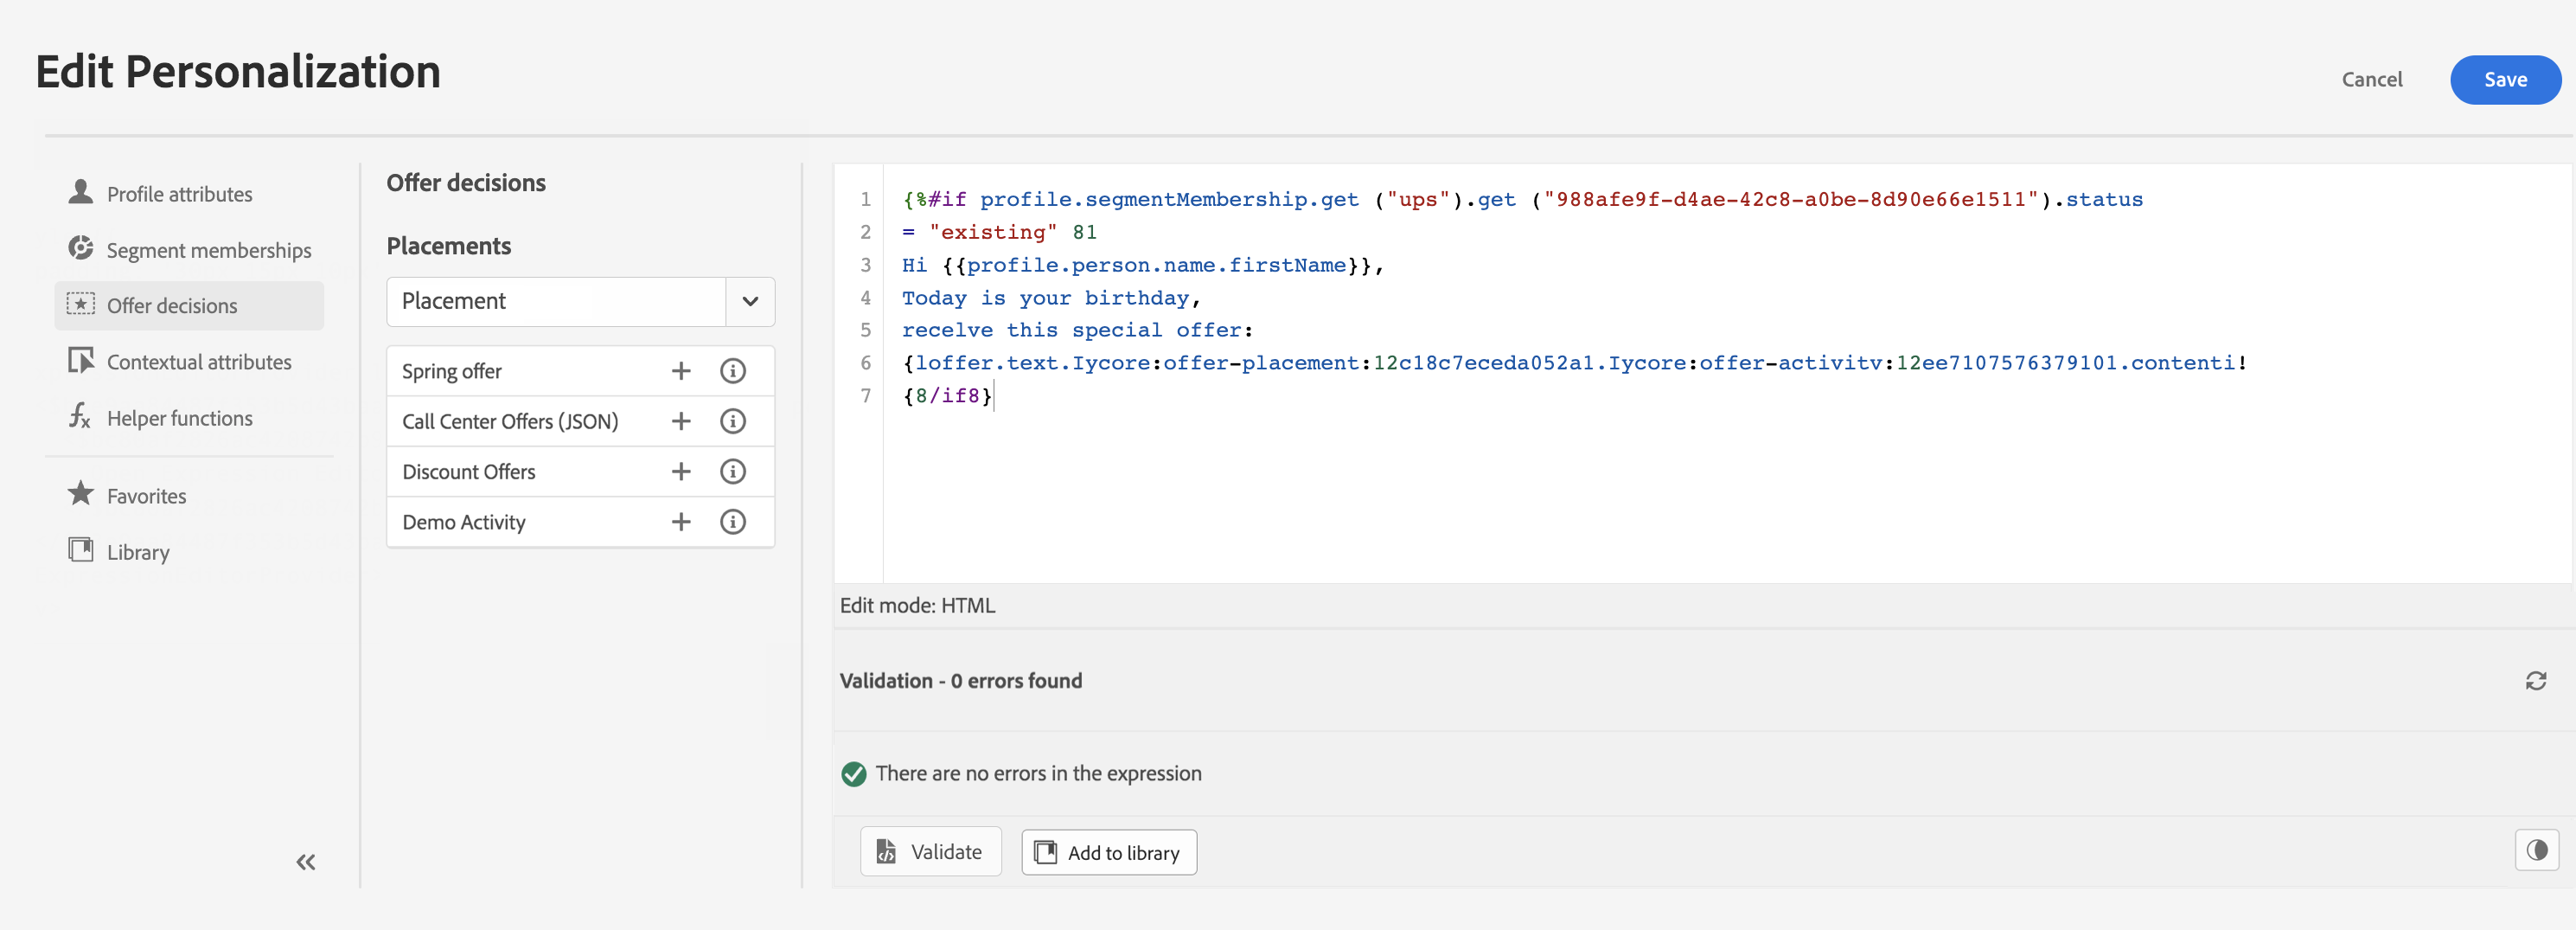 Edit Personalization
Cancel
Save
Profile attributes
Segment memberships
Offer decisions
Contextual attributes
Helper functions
Favorites
Library
Offer decisions
Placements
Placement
Spring offer
Call Center Offers (JSON)
Discount Offers
Demo Activity
1 {%#if profile.segmentMembership.get ("ups").get ("988afe9f-d4ae-42c8-a0be-8d90e66e1511").status
2 = "existing" 81
3 Hi {{profile.person.name.firstName}},
4 Today is your birthday,
5 recelve this special offer:
6 {loffer.text.Iycore:offer-placement:12c18c7eceda052a1.Iycore:offer-activitv:12ee7107576379101.contenti!
7 {8/if8}
Edit mode: HTML
Validation - 0 errors found
There are no errors in the expression
Validate
Add to library